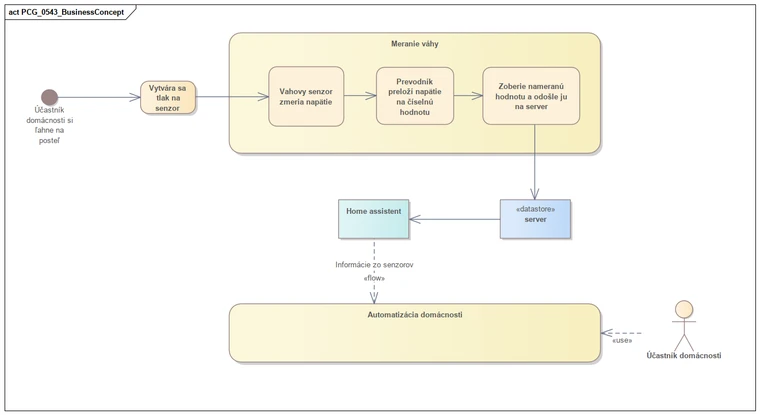 act PCG_0543_BusinessConcept
Meranie váhy
Účastník
domácnosti si
ľahne na
posteľ
Vytvára sa
tlak na
senzor
Vahovy senzor
zmeria napätie
Prevodník
preloží napätie
na číselnú
hodnotu
Zoberie nameranú
hodnotu a odošle ju
na server
Home assistent
«datastore»
server
Informácie zo senzorov
«flow»
Automatizácia domácnosti
«use»
Účastník domácnosti